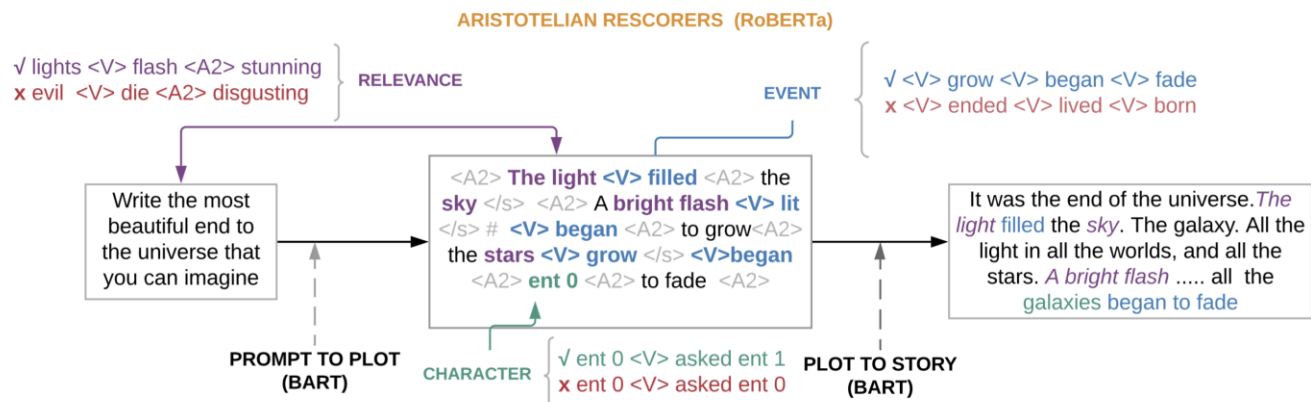 ARISTOTELIAN RESCORERS (RoBERTa)
√ lights <V> flash <A2> stunning
x evil <V> die <A2> disgusting
RELEVANCE
EVENT
√ <V> grow <V> began <V> fade
x <V> ended <V> lived <V> born
Write the most
beautiful end to
the universe that
you can imagine
<A2> The light <V> filled <A2> the
sky </s> <A2> A bright flash <V> lit
</s> # <V> began <A2> to grow<A2>
the stars <V> grow </s> <V>began
<A2> ent 0 <A2> to fade <A2>
It was the end of the universe.The
light filled the sky. The galaxy. All the
light in all the worlds, and all the
stars. A bright flash ..... all the
galaxies began to fade
PROMPT TO PLOT
(BART)
CHARACTER
√ ent 0 <V> asked ent 1
x ent 0 <V> asked ent 0
PLOT TO STORY
(BART)